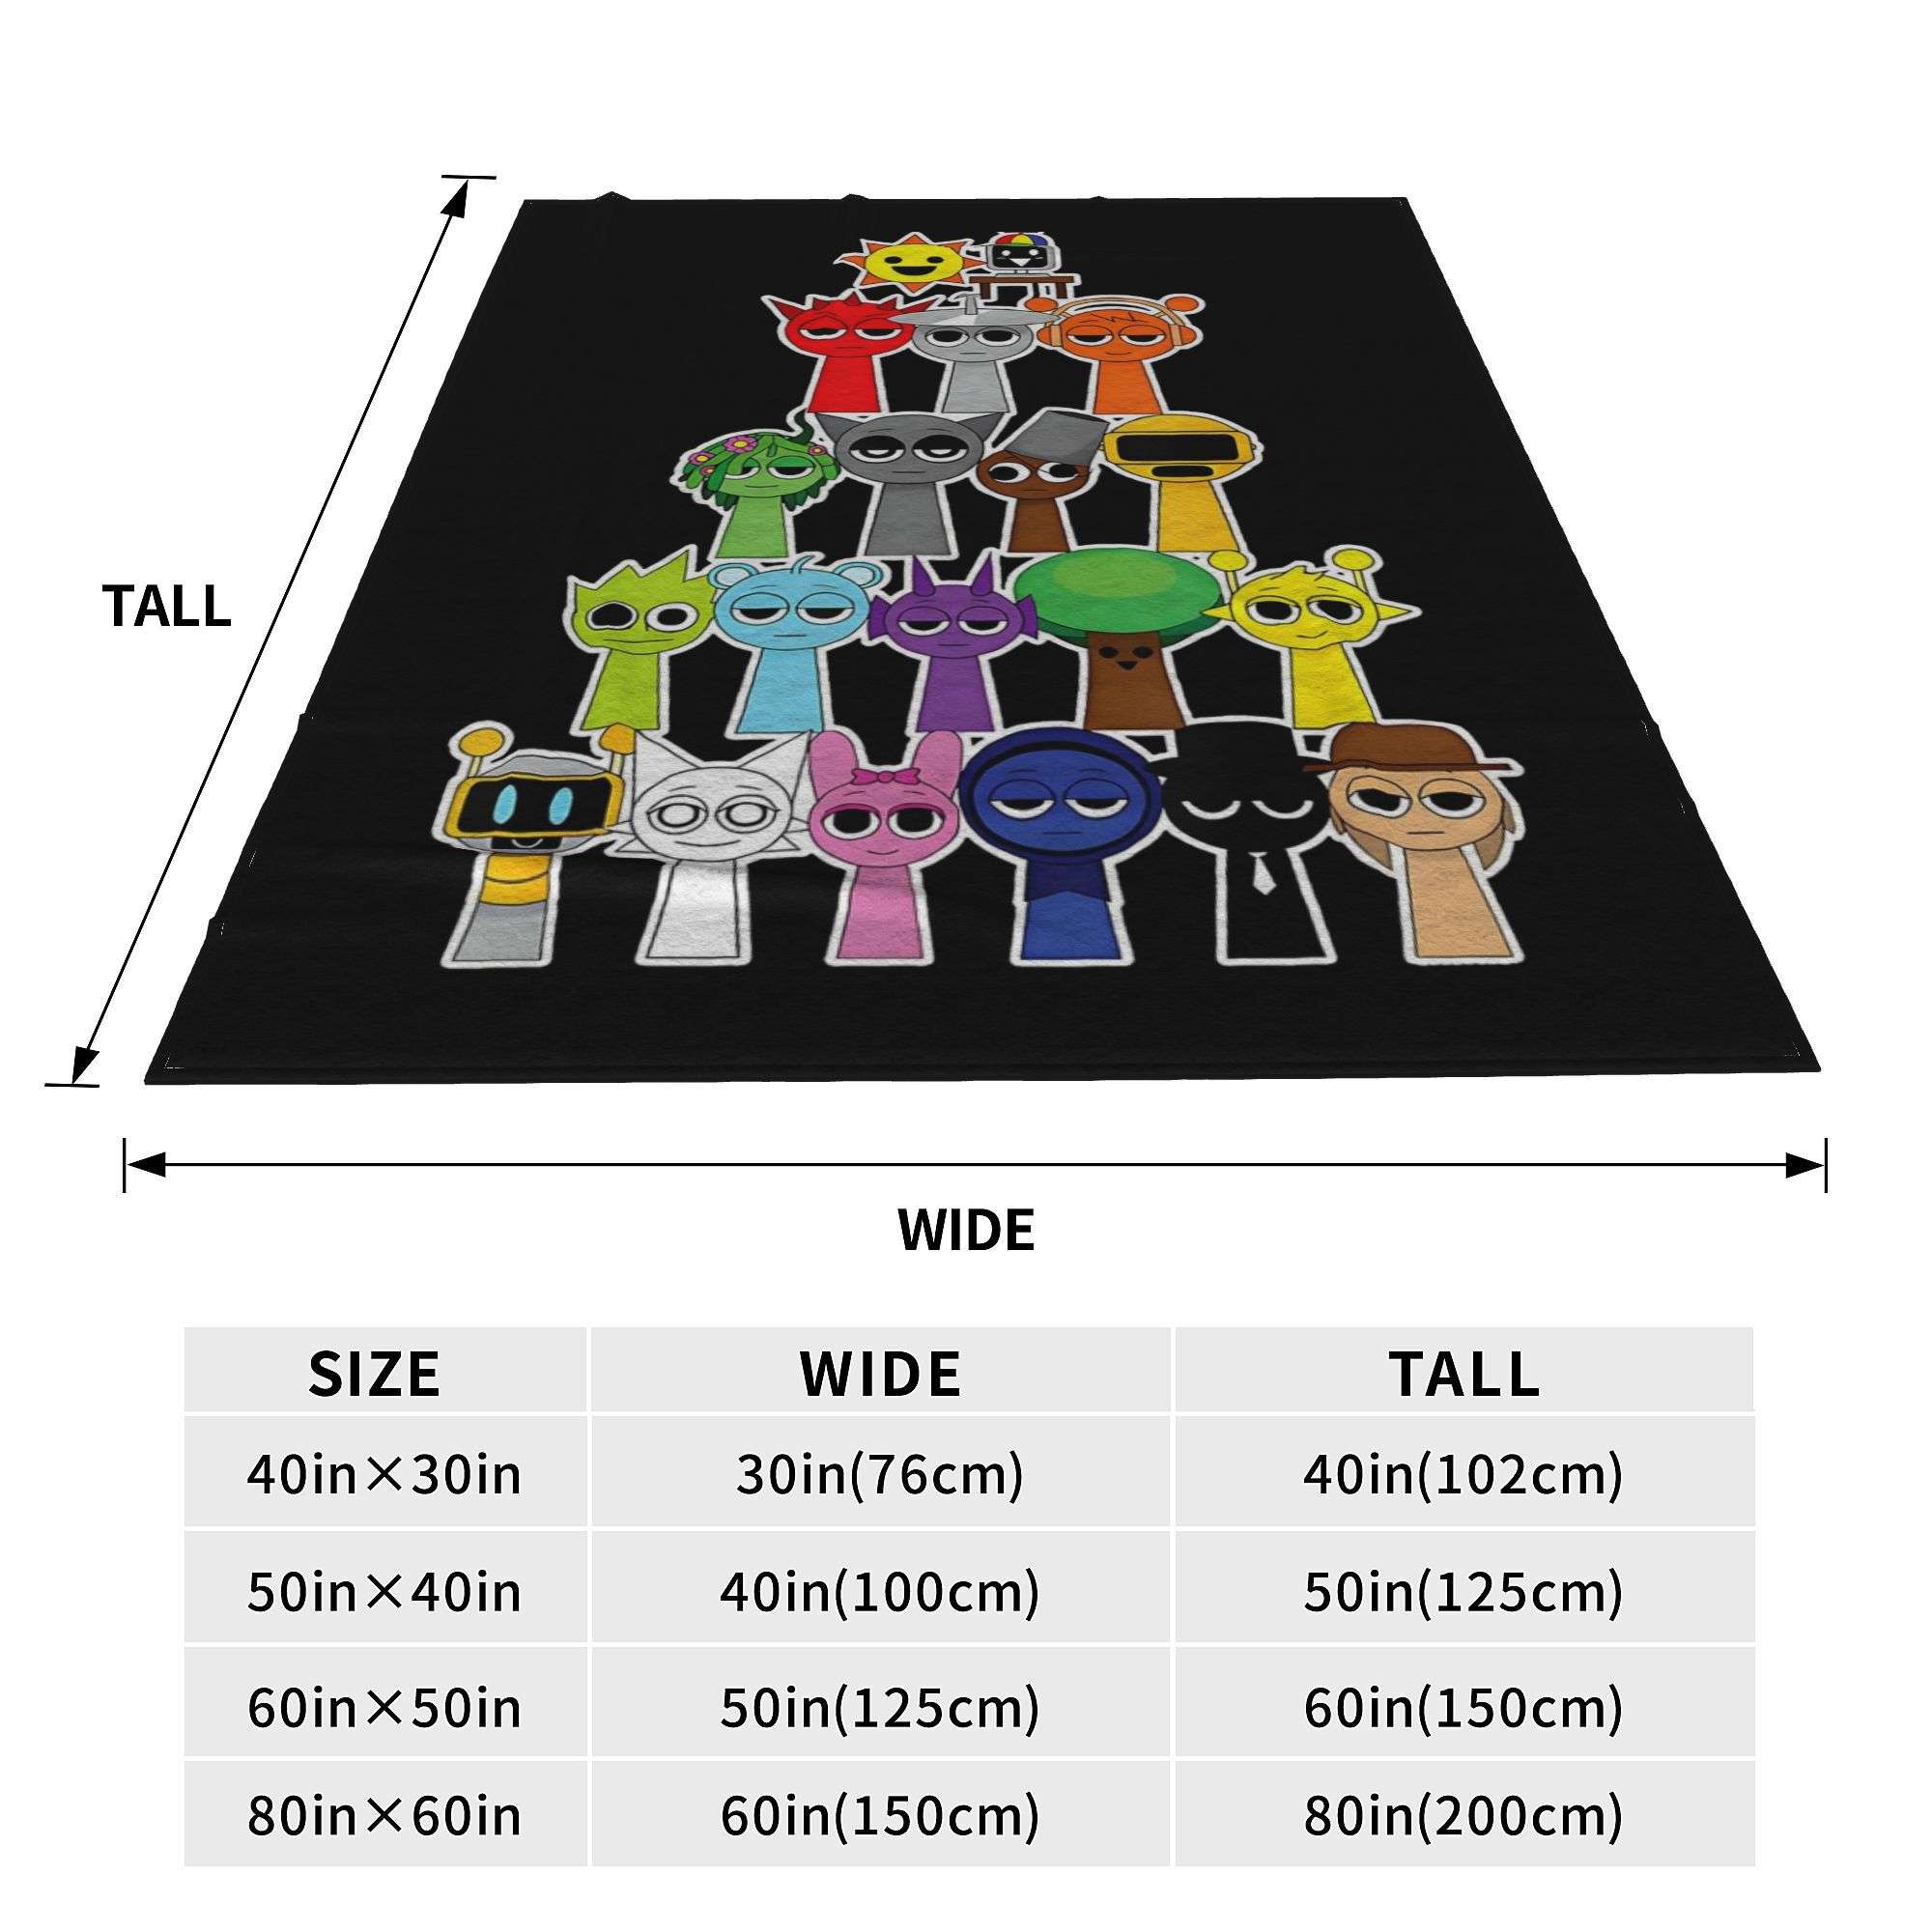 TALL
WIDE
SIZE WIDE TALL
40in×30in 30in(76cm) 40in(102cm)
50in×40in 40in(100cm) 50in(125cm)
60in×50in 50in(125cm) 60in(150cm)
80in×60in 60in(150cm) 80in(200cm)